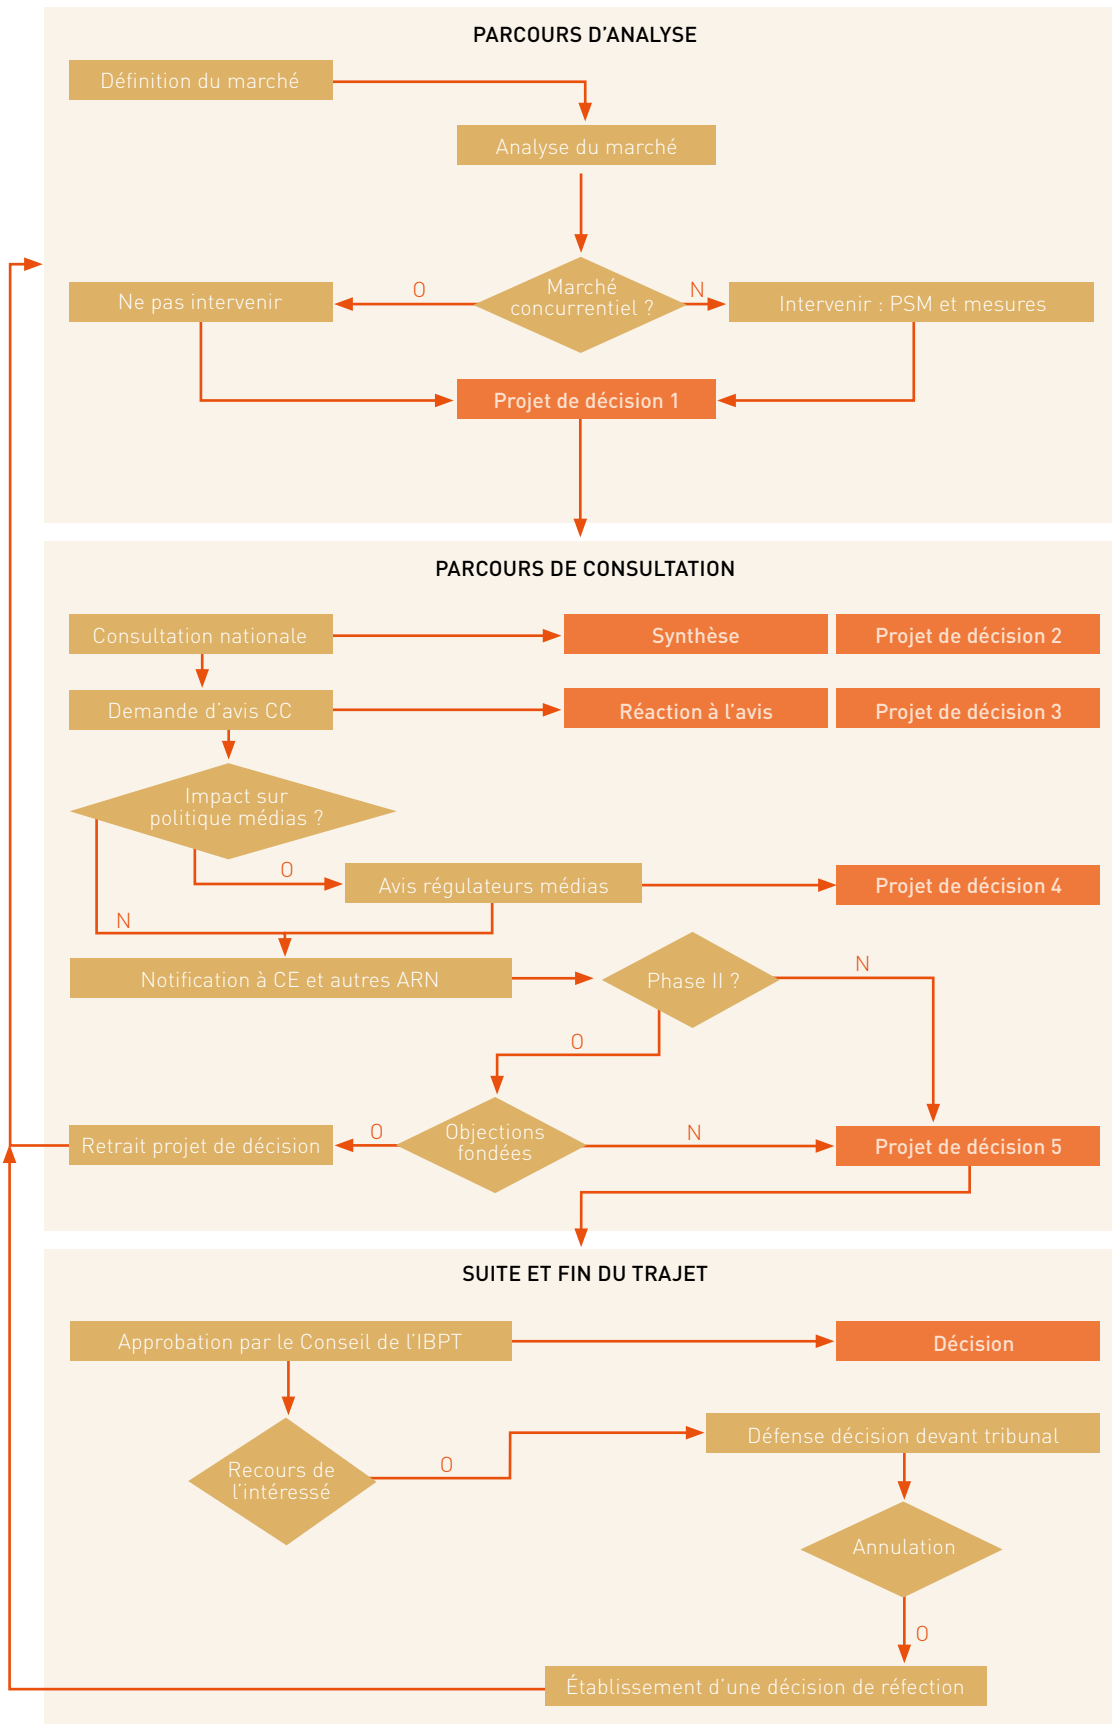 PARCOURS D'ANALYSE
Définition du marché
Analyse du marché
Marché
concurrentiel ?
O
N
Ne pas intervenir
Intervenir : PSM et mesures
Projet de décision 1
PARCOURS DE CONSULTATION
Consultation nationale
Synthèse
Projet de décision 2
Demande d'avis CC
Réaction à l'avis
Projet de décision 3
Impact sur
politique médias ?
O
Avis régulateurs médias
Projet de décision 4
N
Notification à CE et autres ARN
Phase II ?
N
O
Retrait projet de décision
O
Objections
fondées
N
Projet de décision 5
SUITE ET FIN DU TRAJET
Approbation par le Conseil de l'IBPT
Décision
Recours de
l'intéressé
O
Défense décision devant tribunal
Annulation
O
Établissement d'une décision de réfection